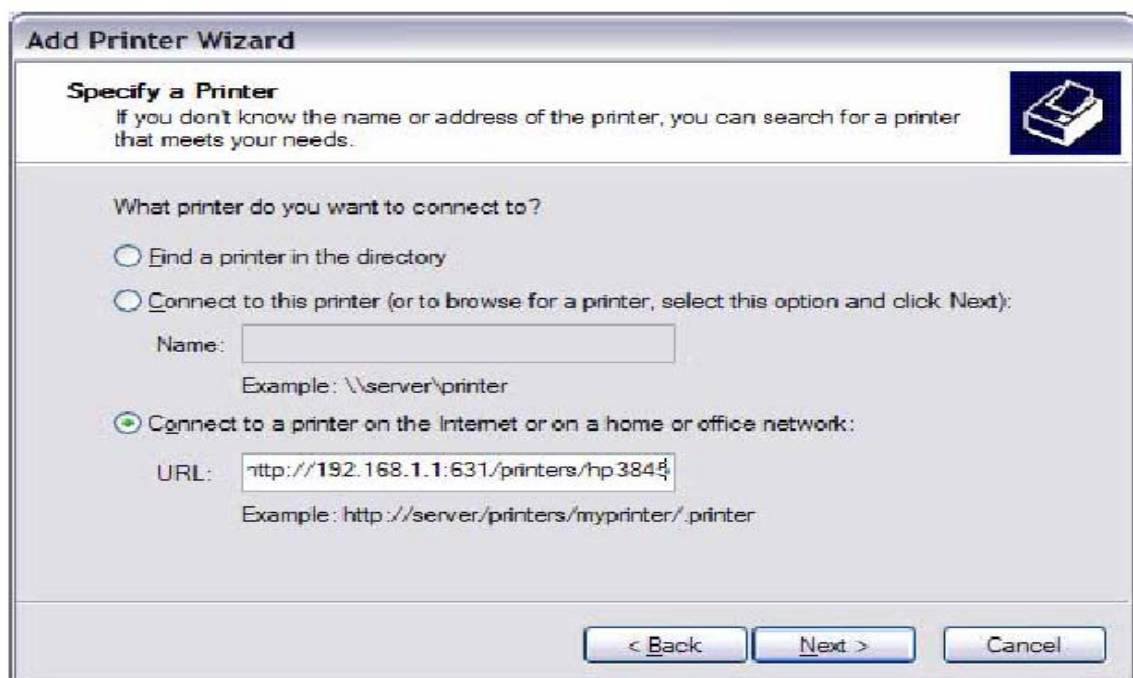 Add Printer Wizard
Specify a Printer
If you don't know the name or address of the printer, you can search for a printer
that meets your needs.
What printer do you want to connect to?
Find a printer in the directory
Connect to this printer (or to browse for a printer, select this option and click Next):
Name:
Example: \\server\printer
Connect to a printer on the Internet or on a home or office network:
URL: http://192.168.1.1:631/printers/hp3845
Example: http://server/printers/myprinter/.printer
< Back Next > Cancel